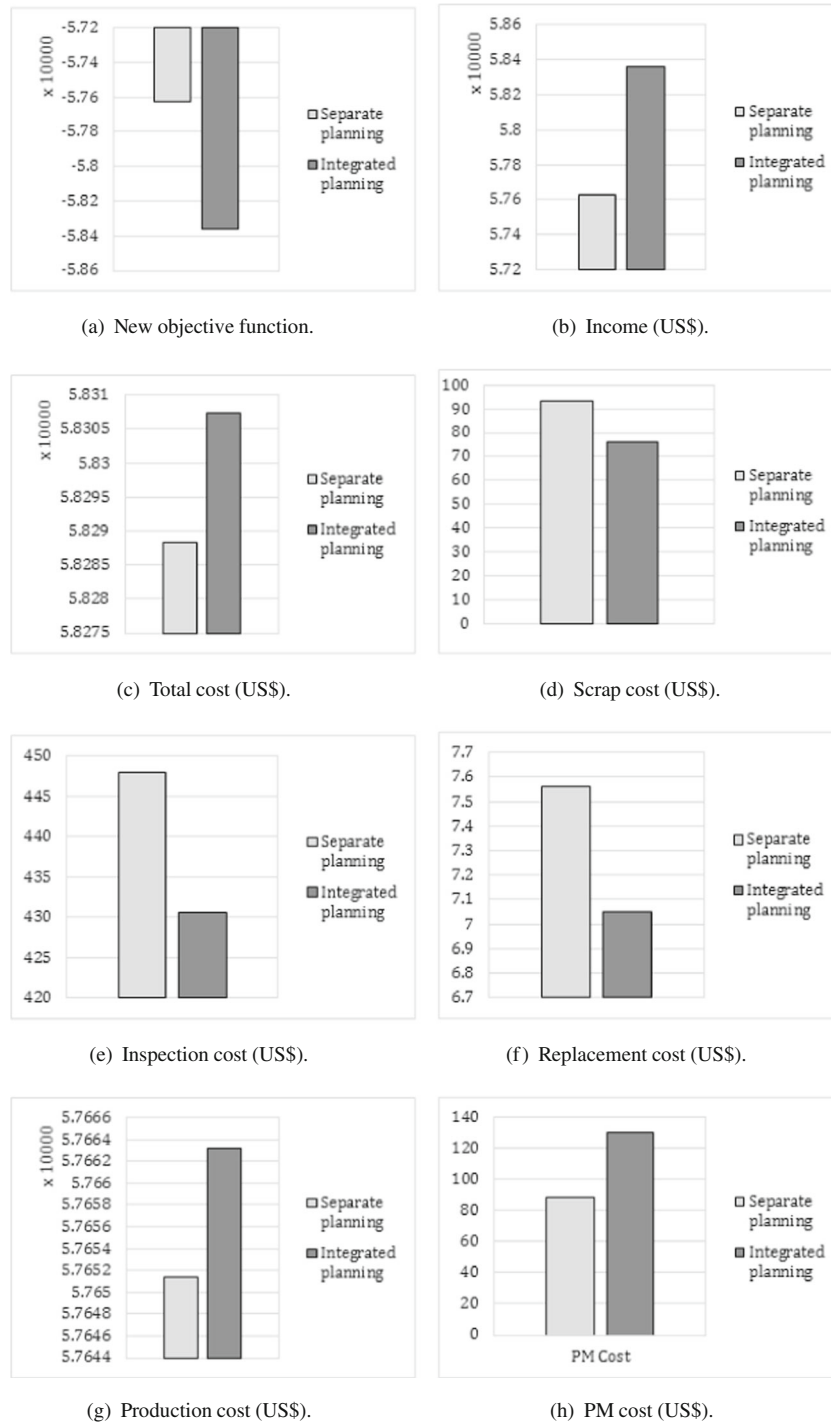 -5.72
-5.74
-5.76
-5.78
-5.8
-5.82
-5.84
-5.86
x 10000
Separate
planning
Integrated
planning
(a) New objective function.
5.86
5.84
5.82
5.8
5.78
5.76
5.74
5.72
x 10000
Separate
planning
Integrated
planning
(b) Income (US$).
5.831
5.8305
5.83
5.8295
5.829
5.8285
5.828
5.8275
x 10000
Separate
planning
Integrated
planning
(c) Total cost (US$).
100
90
80
70
60
50
40
30
20
10
0
Separate
planning
Integrated
planning
(d) Scrap cost (US$).
450
445
440
435
430
425
420
Separate
planning
Integrated
planning
(e) Inspection cost (US$).
7.7
7.6
7.5
7.4
7.3
7.2
7.1
7
6.9
6.8
6.7
Separate
planning
Integrated
planning
(f) Replacement cost (US$).
5.7666
5.7664
5.7662
5.766
5.7658
5.7656
5.7654
5.7652
5.765
5.7648
5.7646
5.7644
x 10000
Separate
planning
Integrated
planning
(g) Production cost (US$).
140
120
100
80
60
40
20
0
PM Cost
Separate
planning
Integrated
planning
(h) PM cost (US$).